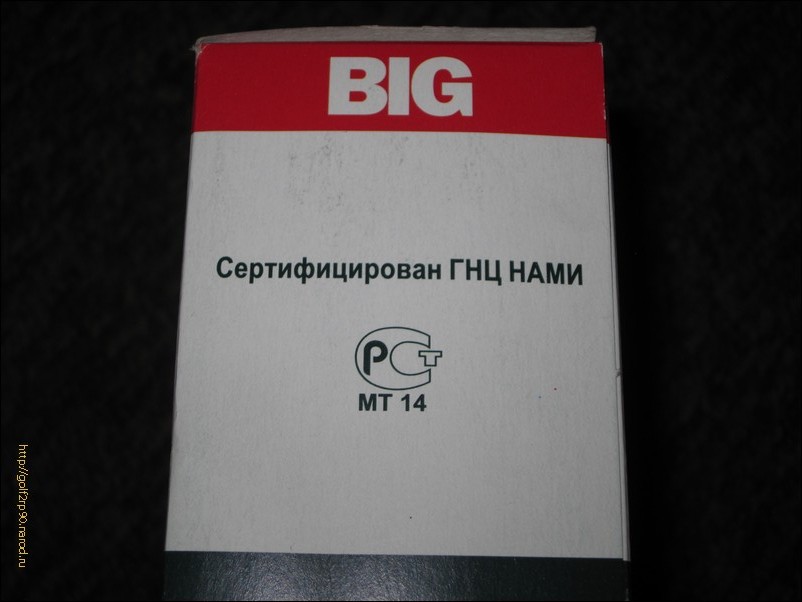 BIG
Сертифицирован ГНЦ НАМИ
РСТ
МТ 14
http://golf2rp90.narod.ru